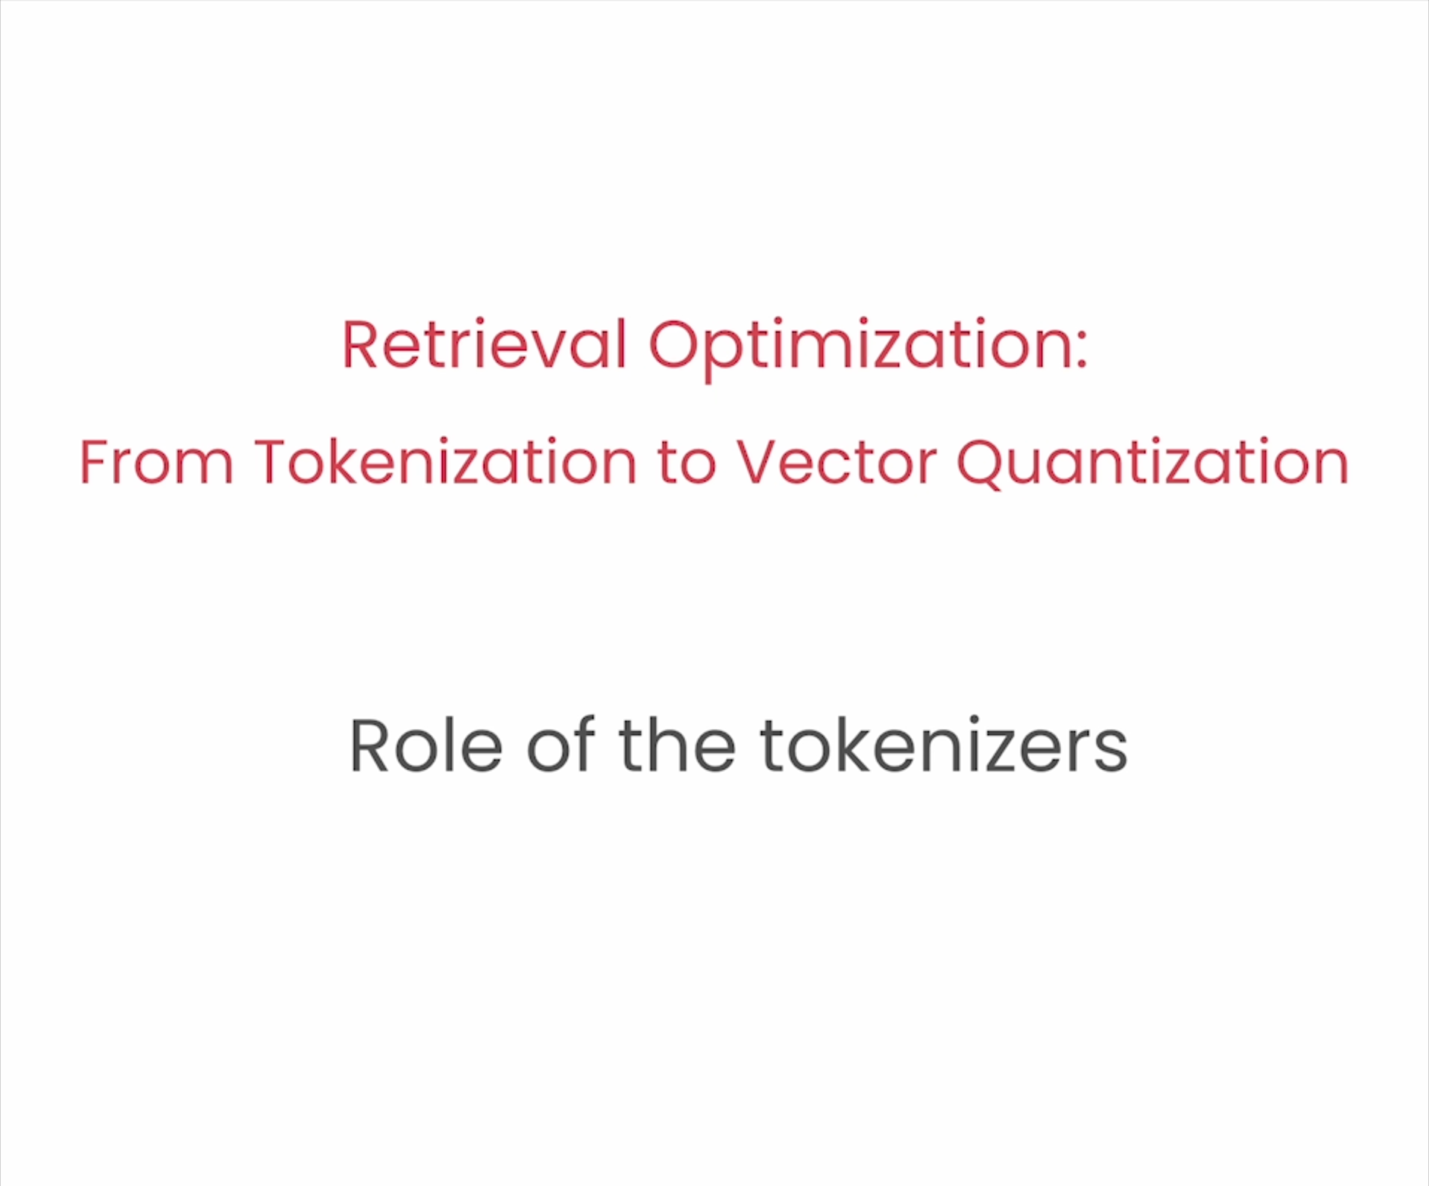 Retrieval Optimization:
From Tokenization to Vector Quantization
Role of the tokenizers